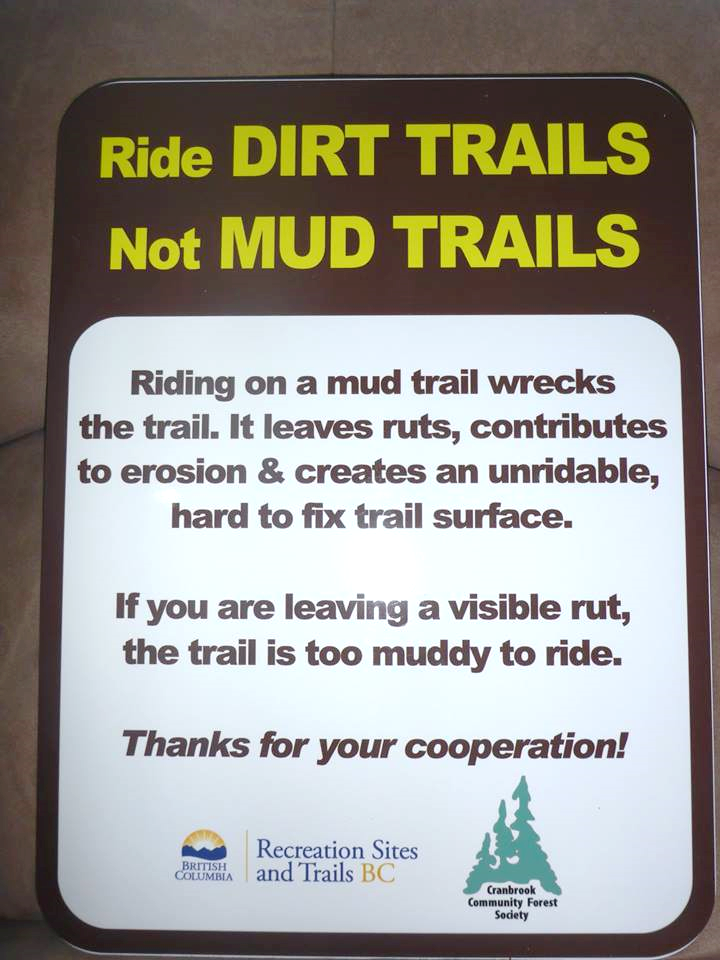 Ride DIRT TRAILS
Not MUD TRAILS
Riding on a mud trail wrecks
the trail. It leaves ruts, contributes
to erosion & creates an unridable,
hard to fix trail surface.
If you are leaving a visible rut,
the trail is too muddy to ride.
Thanks for your cooperation!
BRITISH
COLUMBIA
Recreation Sites
and Trails BC
Cranbrook
Community Forest
Society